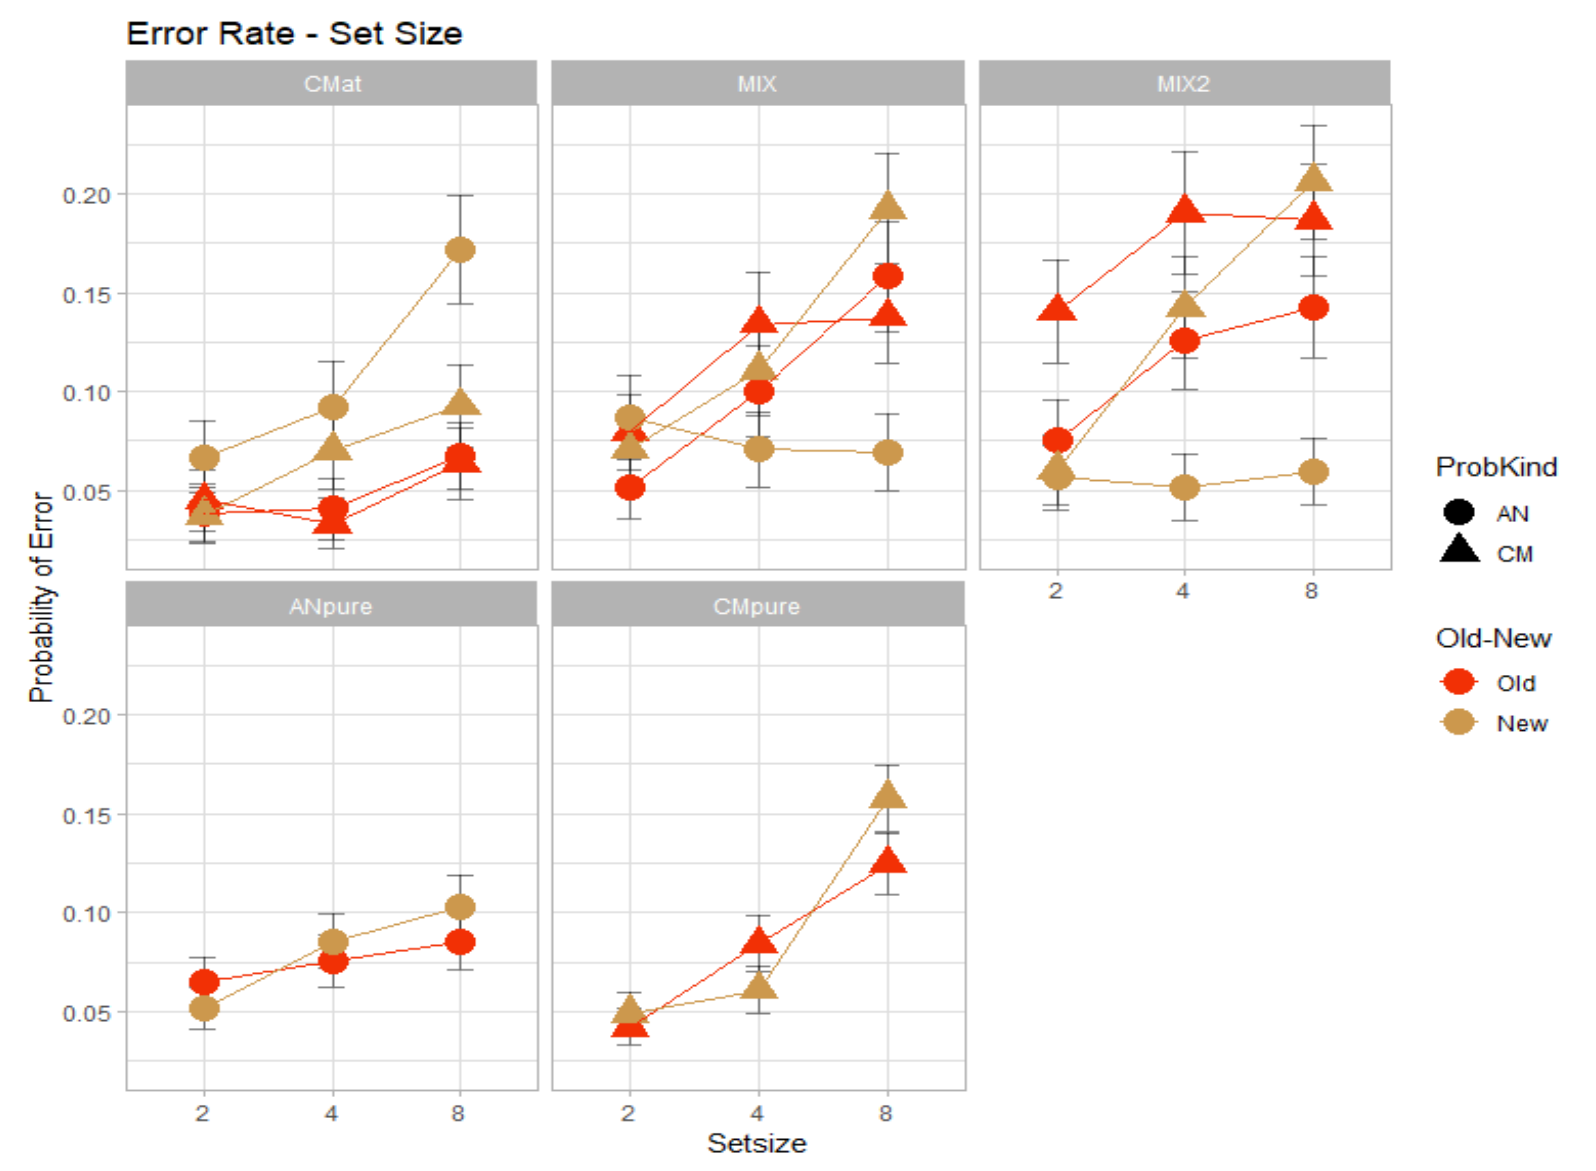 Error Rate - Set Size
CMat
MIX
MIX2
0.20
0.15
0.10
0.05
2
4
8
ProbKind
AN
CM
Old-New
Old
New
Probability of Error
ANpure
CMpure
0.20
0.15
0.10
0.05
2
4
8
2
4
8
Setsize